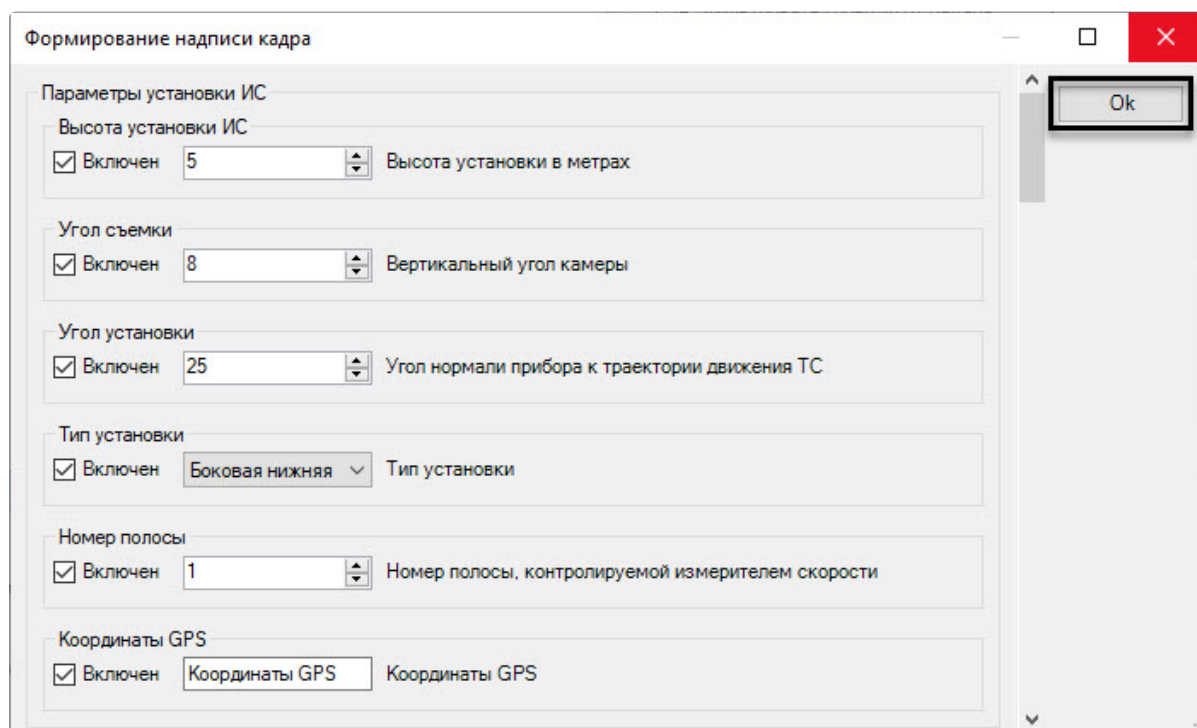 Формирование надписи кадра
Ok
Параметры установки ИС
Высота установки ИС
Включен 5 Высота установки в метрах
Угол съемки
Включен 8 Вертикальный угол камеры
Угол установки
Включен 25 Угол нормали прибора к траектории движения ТС
Тип установки
Включен Боковая нижняя Тип установки
Номер полосы
Включен 1 Номер полосы, контролируемой измерителем скорости
Координаты GPS
Включен Координаты GPS Координаты GPS